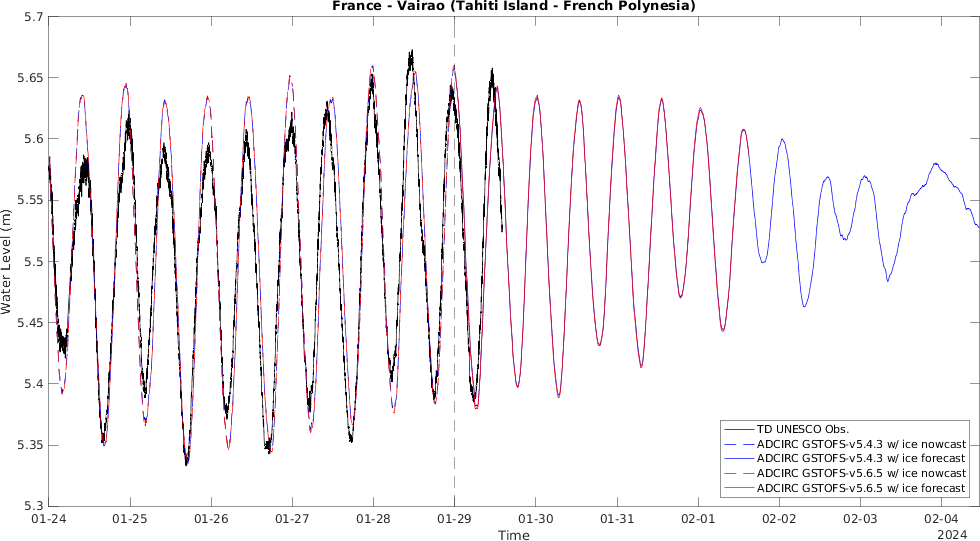 France - Vairao (Tahiti Island - French Polynesia)
5.7
5.65
5.6
5.55
5.5
5.45
5.4
5.35
5.3
Water Level (m)
TD UNESCO Obs.
ADCIRC GSTOFS-v5.4.3 w/ ice nowcast
ADCIRC GSTOFS-v5.4.3 w/ ice forecast
ADCIRC GSTOFS-v5.6.5 w/ ice nowcast
ADCIRC GSTOFS-v5.6.5 w/ ice forecast
01-24 01-25 01-26 01-27 01-28 01-29 01-30 01-31 02-01 02-02 02-03 02-04
Time
2024